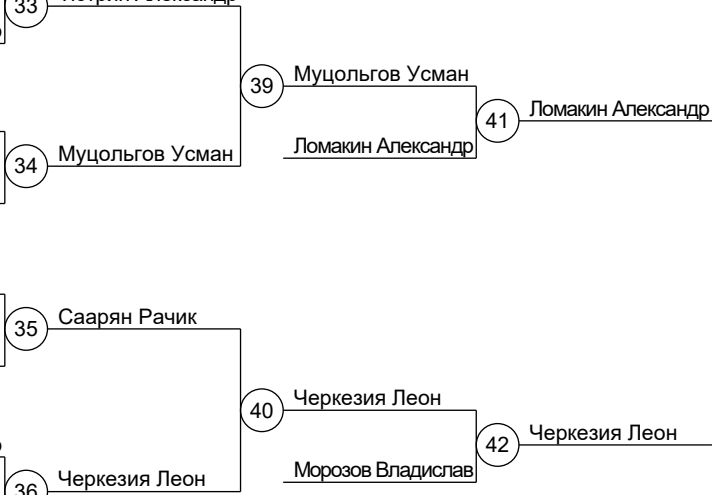 33
39
Муцольгов Усман
41
Ломакин Александр
Ломакин Александр
34
Муцольгов Усман
35
Саарян Рачик
40
Черкезия Леон
42
Черкезия Леон
Морозов Владислав
36
Черкезия Леон